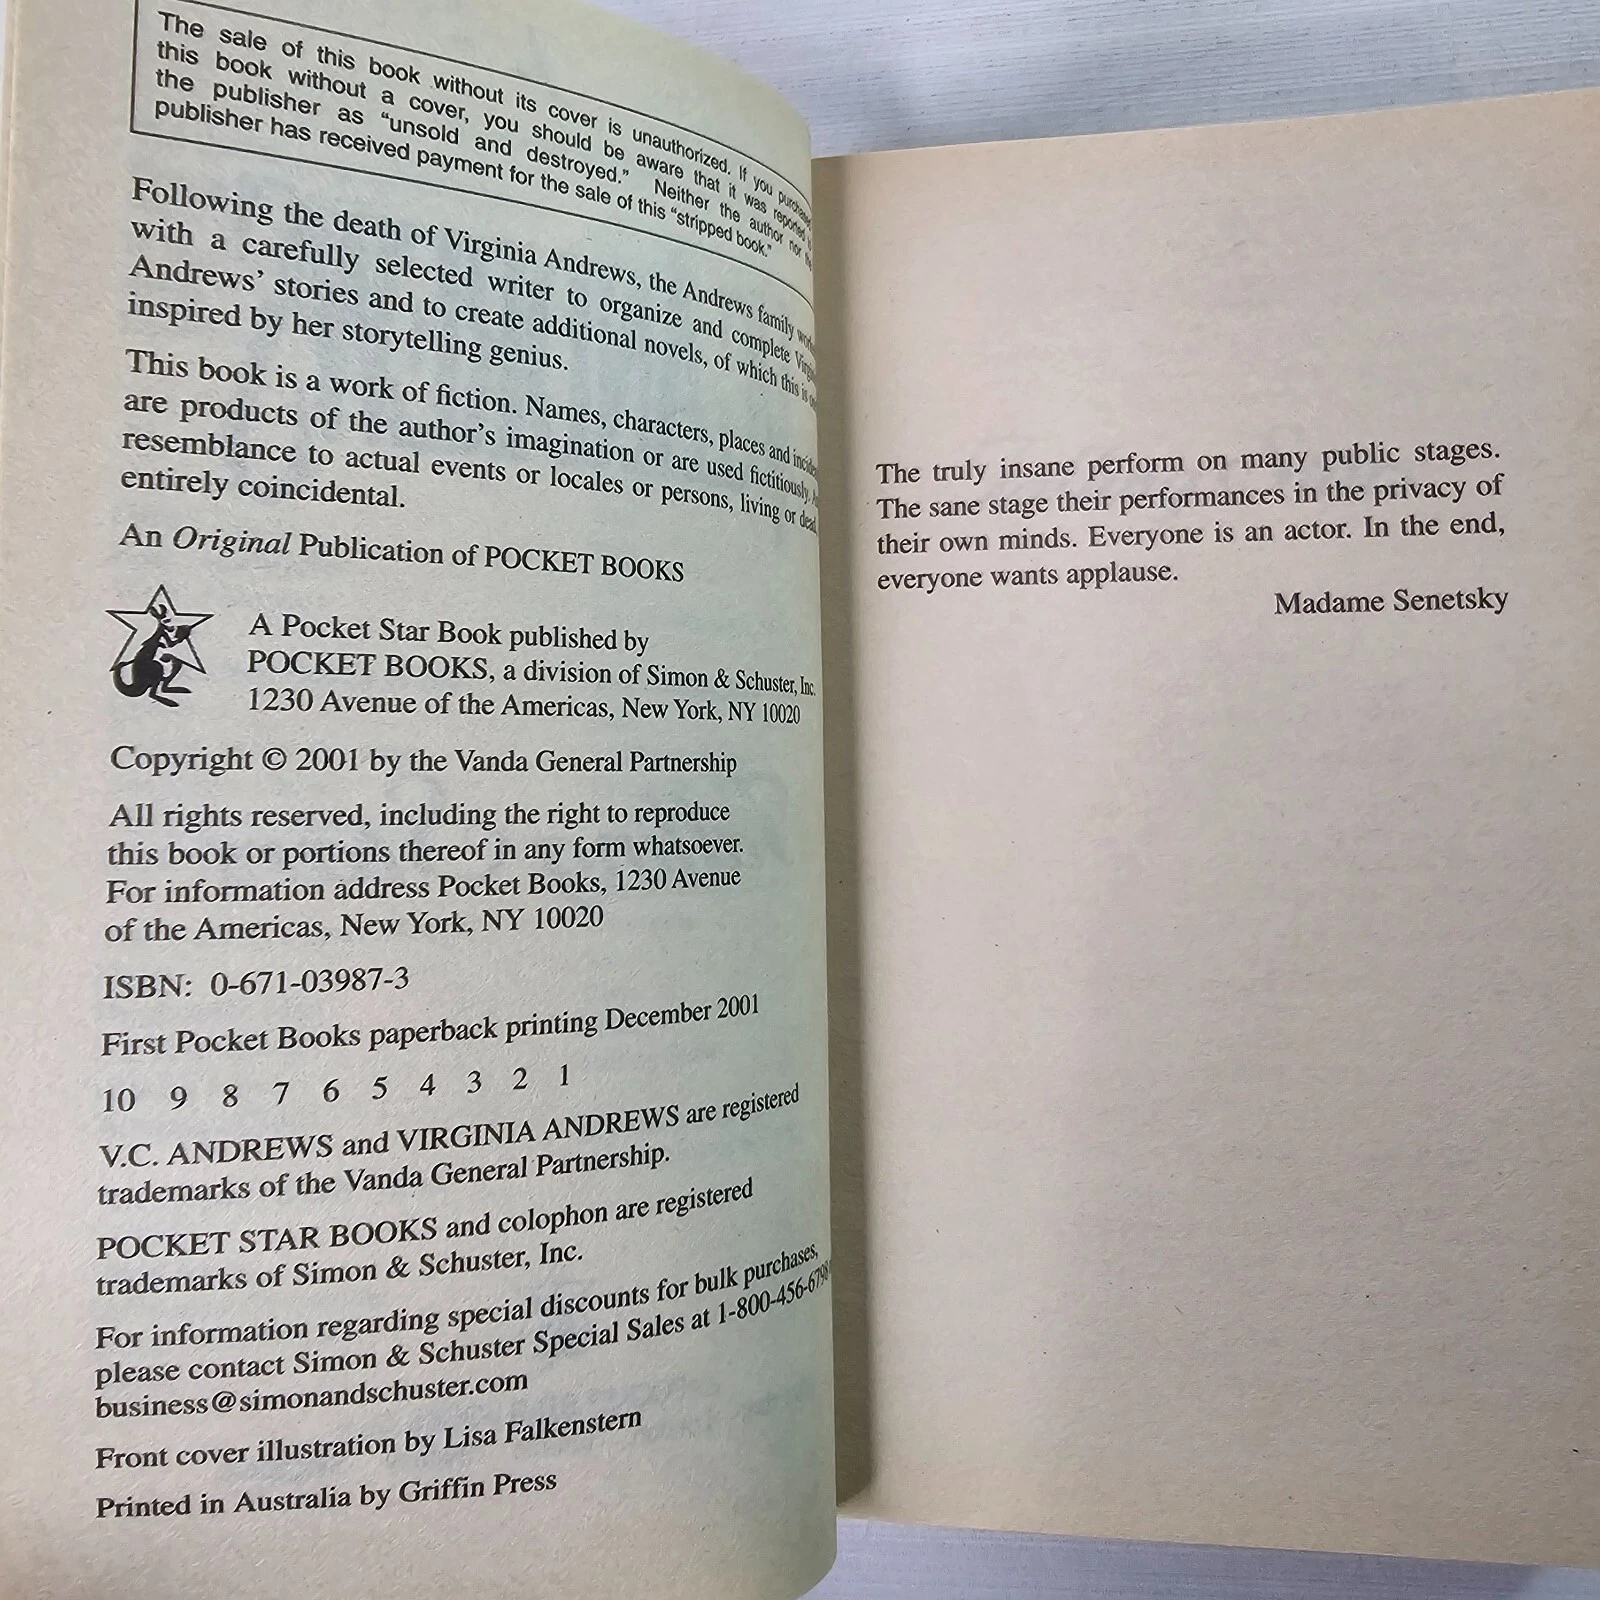 The sale of this book without its cover is unauthorized. If you purchased
this book without a cover, you should be aware that it was reported to
the publisher as "unsold and destroyed." Neither the author nor the
publisher has received payment for the sale of this "stripped book."
Following the death of Virginia Andrews, the Andrews family
with a carefully selected writer to organize and complete
Andrews' stories and to create additional novels, of which this is
inspired by her storytelling genius.
This book is a work of fiction. Names, characters, places and
are products of the author's imagination or are used fictitiously.
resemblance to actual events or locales or persons, living or dead,
entirely coincidental.
An Original Publication of POCKET BOOKS
A Pocket Star Book published by
POCKET BOOKS, a division of Simon & Schuster, Inc.
1230 Avenue of the Americas, New York, NY 10020
Copyright © 2001 by the Vanda General Partnership
All rights reserved, including the right to reproduce
this book or portions thereof in any form whatsoever.
For information address Pocket Books, 1230 Avenue
of the Americas, New York, NY 10020
ISBN: 0-671-03987-3
First Pocket Books paperback printing December 2001
10 9 8 7 6 5 4 3 2 1
V.C. ANDREWS and VIRGINIA ANDREWS are registered
trademarks of the Vanda General Partnership.
POCKET STAR BOOKS and colophon are registered
trademarks of Simon & Schuster, Inc.
For information regarding special discounts for bulk purchases,
please contact Simon & Schuster Special Sales at 1-800-456-6798
business@simonandschuster.com
Front cover illustration by Lisa Falkenstern
Printed in Australia by Griffin Press
The truly insane perform on many public stages.
The sane stage their performances in the privacy of
their own minds. Everyone is an actor. In the end,
everyone wants applause.
Madame Senetsky